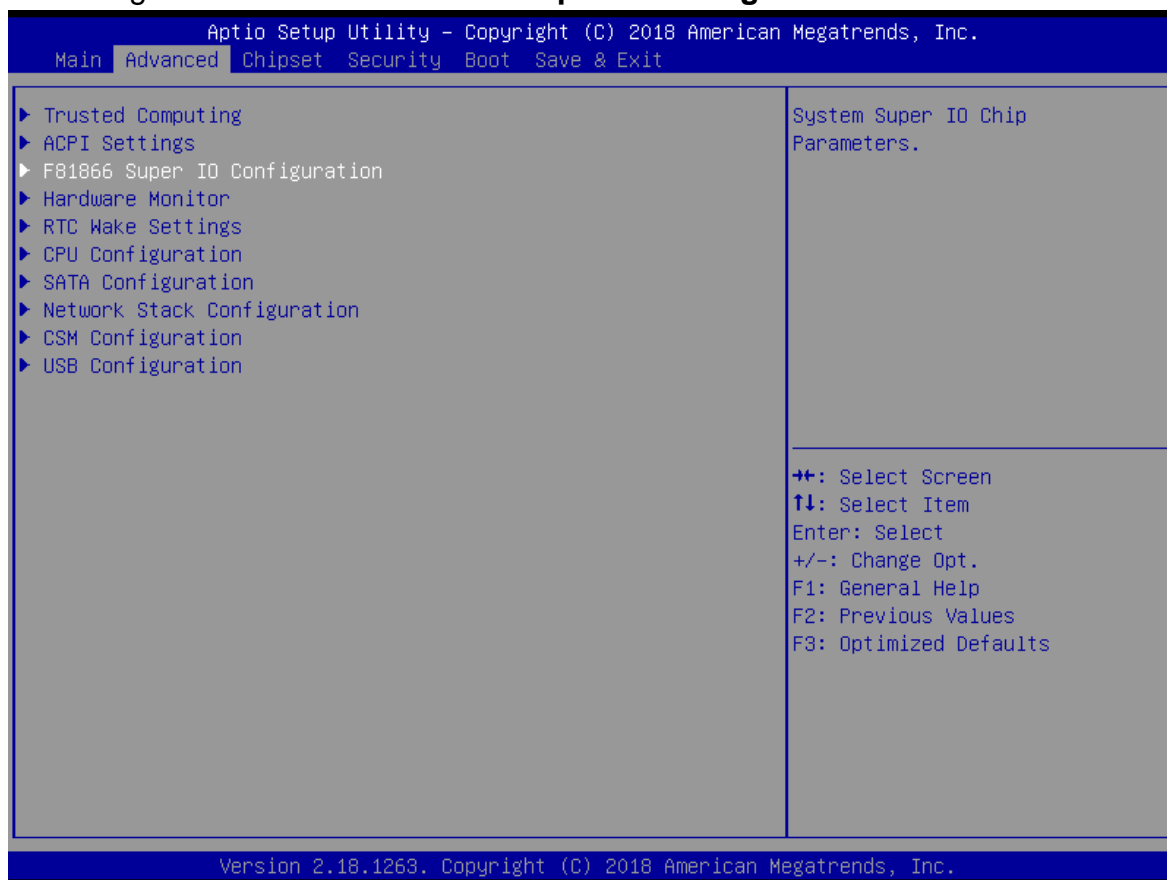 Aptio Setup Utility – Copyright (C) 2018 American Megatrends, Inc.
Main Advanced Chipset Security Boot Save & Exit
▶ Trusted Computing
▶ ACPI Settings
▶ F81866 Super IO Configuration
▶ Hardware Monitor
▶ RTC Wake Settings
▶ CPU Configuration
▶ SATA Configuration
▶ Network Stack Configuration
▶ CSM Configuration
▶ USB Configuration
System Super IO Chip
Parameters.
→←: Select Screen
↑↓: Select Item
Enter: Select
+/-: Change Opt.
F1: General Help
F2: Previous Values
F3: Optimized Defaults
Version 2.18.1263. Copyright (C) 2018 American Megatrends, Inc.